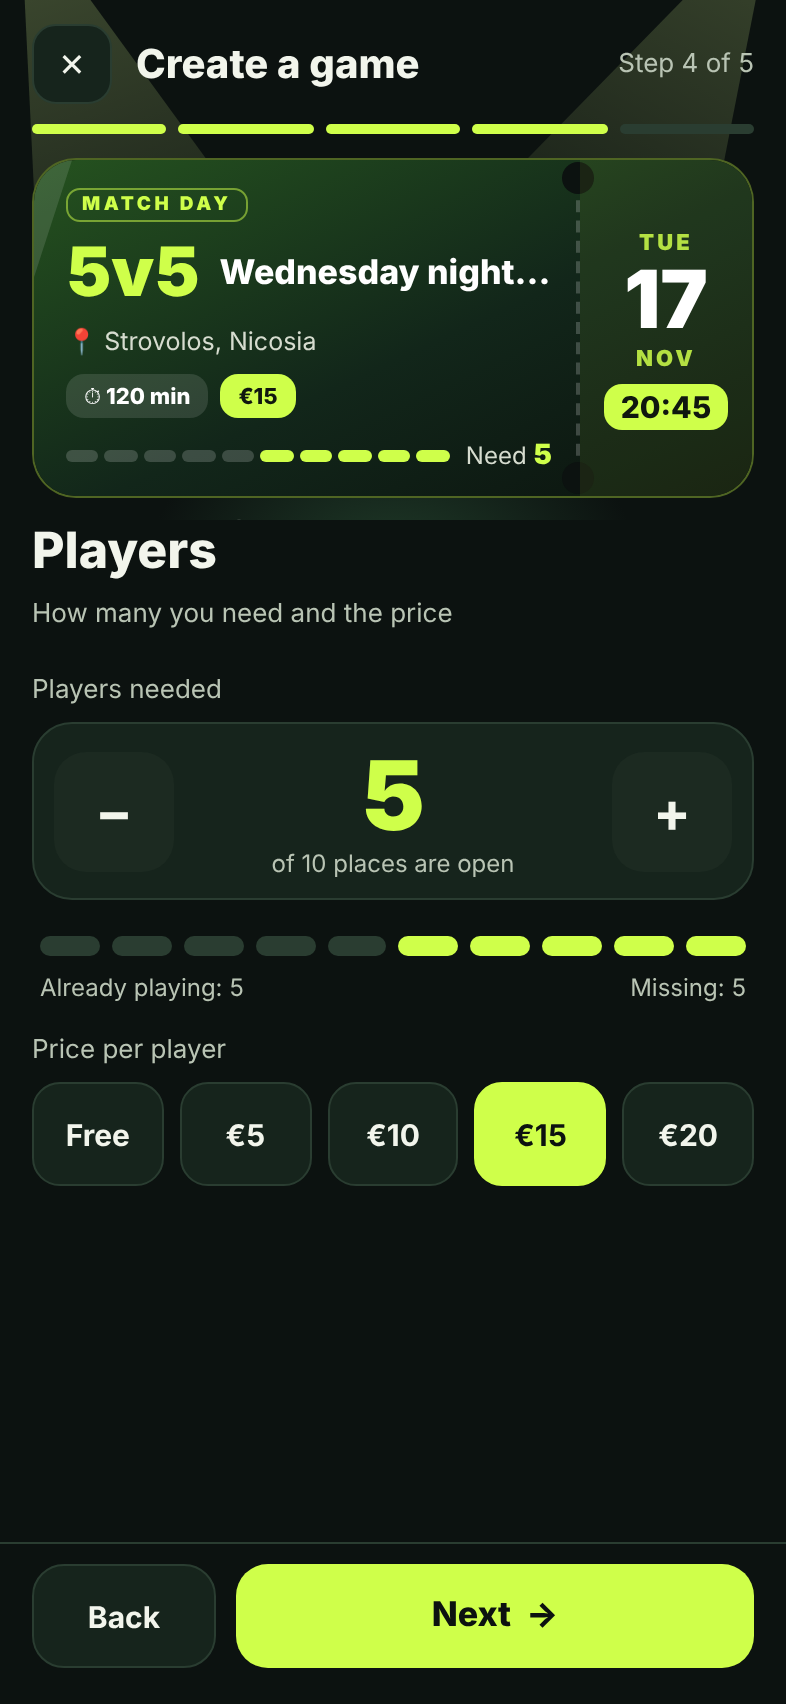 × Create a game Step 4 of 5
MATCH DAY
5v5 Wednesday night...
📍 Strovolos, Nicosia
⏱ 120 min €15
Need 5
TUE
17
NOV
20:45
Players
How many you need and the price
Players needed
− 5 +
of 10 places are open
Already playing: 5 Missing: 5
Price per player
Free €5 €10 €15 €20
Back Next →